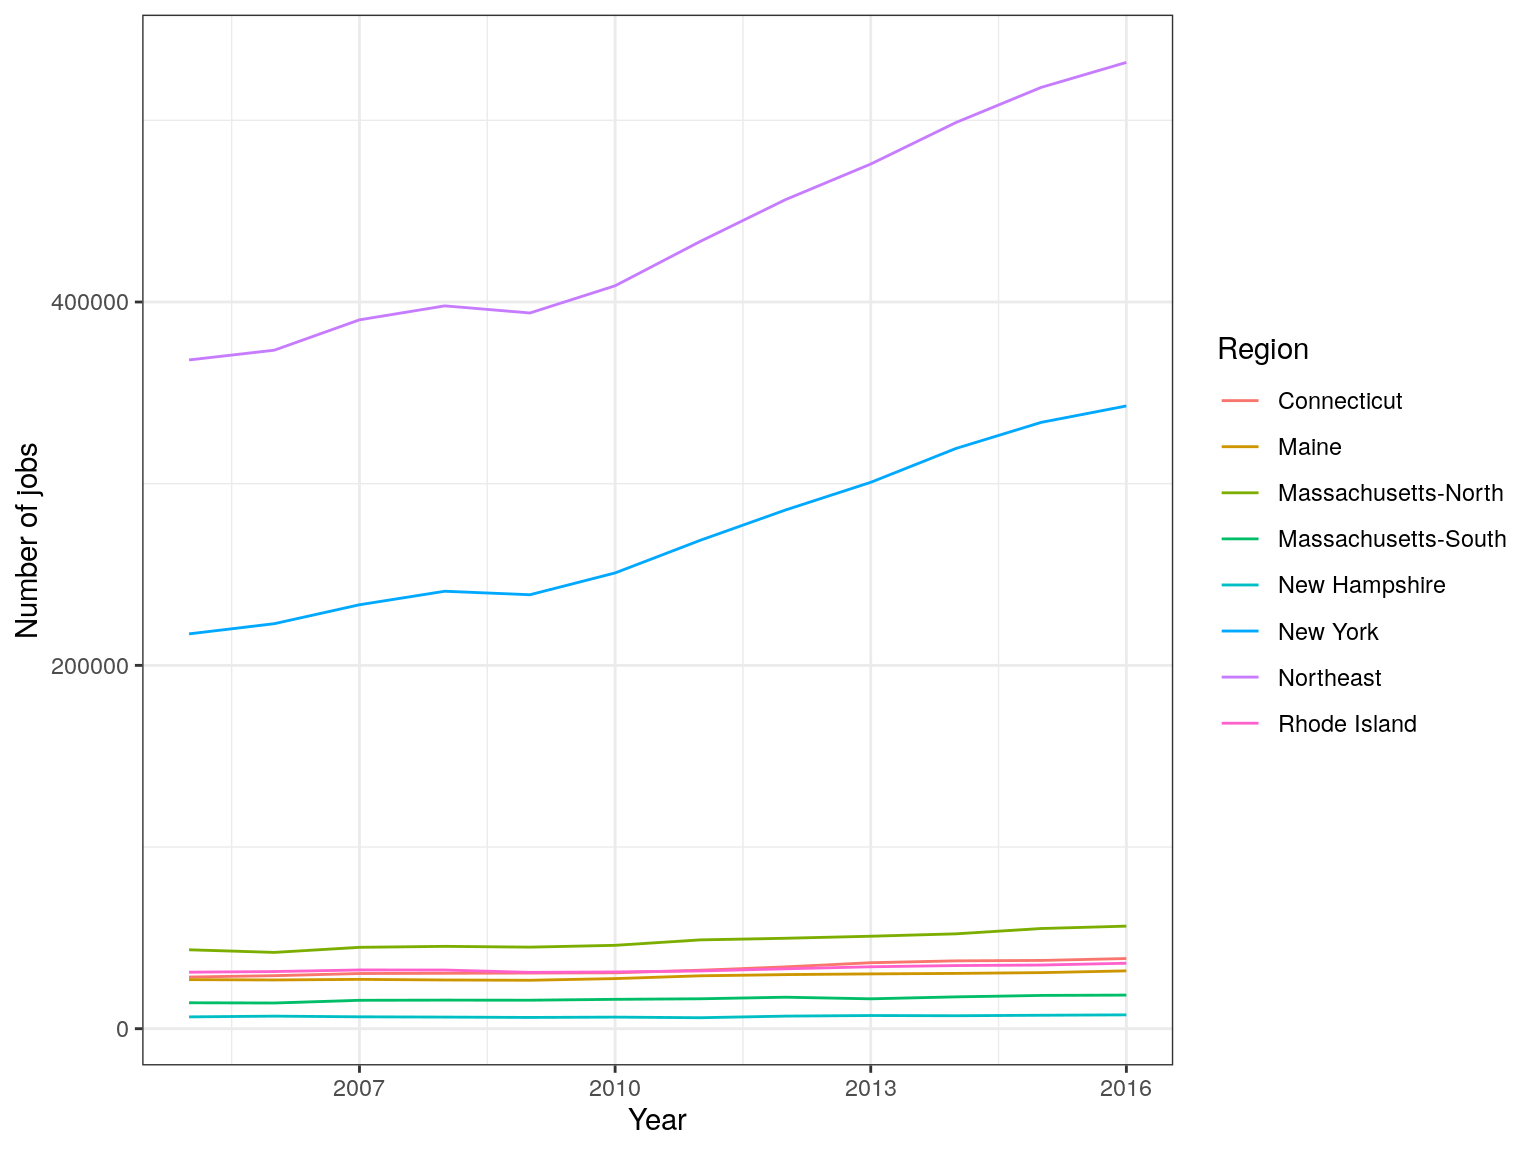 400000
200000
0
Number of jobs
2007
2010
2013
2016
Year
Region
Connecticut
Maine
Massachusetts-North
Massachusetts-South
New Hampshire
New York
Northeast
Rhode Island